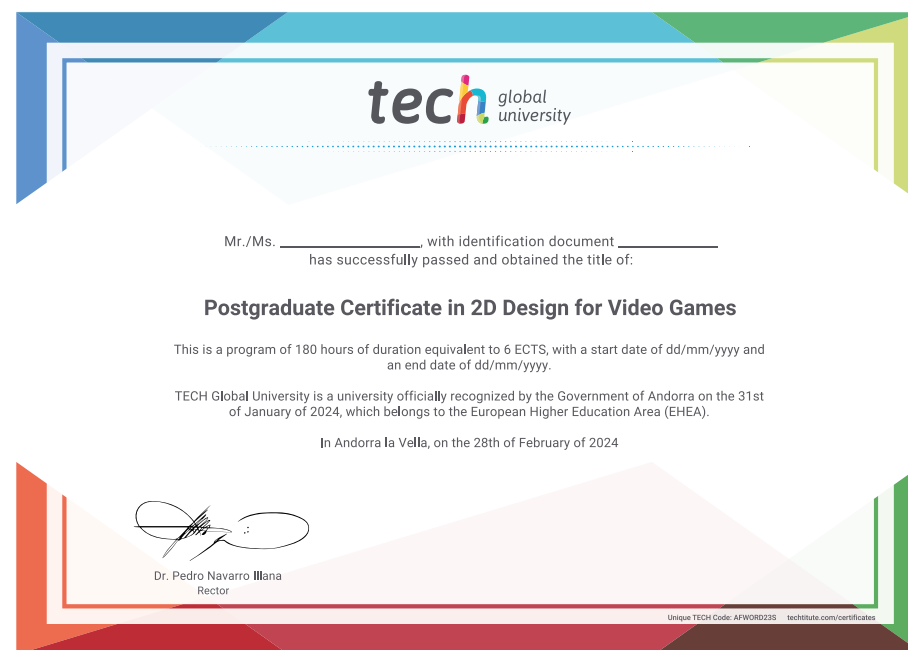 tech global university
Mr./Ms. ____________, with identification document ____________
has successfully passed and obtained the title of:
Postgraduate Certificate in 2D Design for Video Games
This is a program of 180 hours of duration equivalent to 6 ECTS, with a start date of dd/mm/yyyy and
an end date of dd/mm/yyyy.
TECH Global University is a university officially recognized by the Government of Andorra on the 31st
of January of 2024, which belongs to the European Higher Education Area (EHEA).
In Andorra la Vella, on the 28th of February of 2024
Dr. Pedro Navarro Illana
Rector
Unique TECH Code: AFWORD23S techtitute.com/certificates